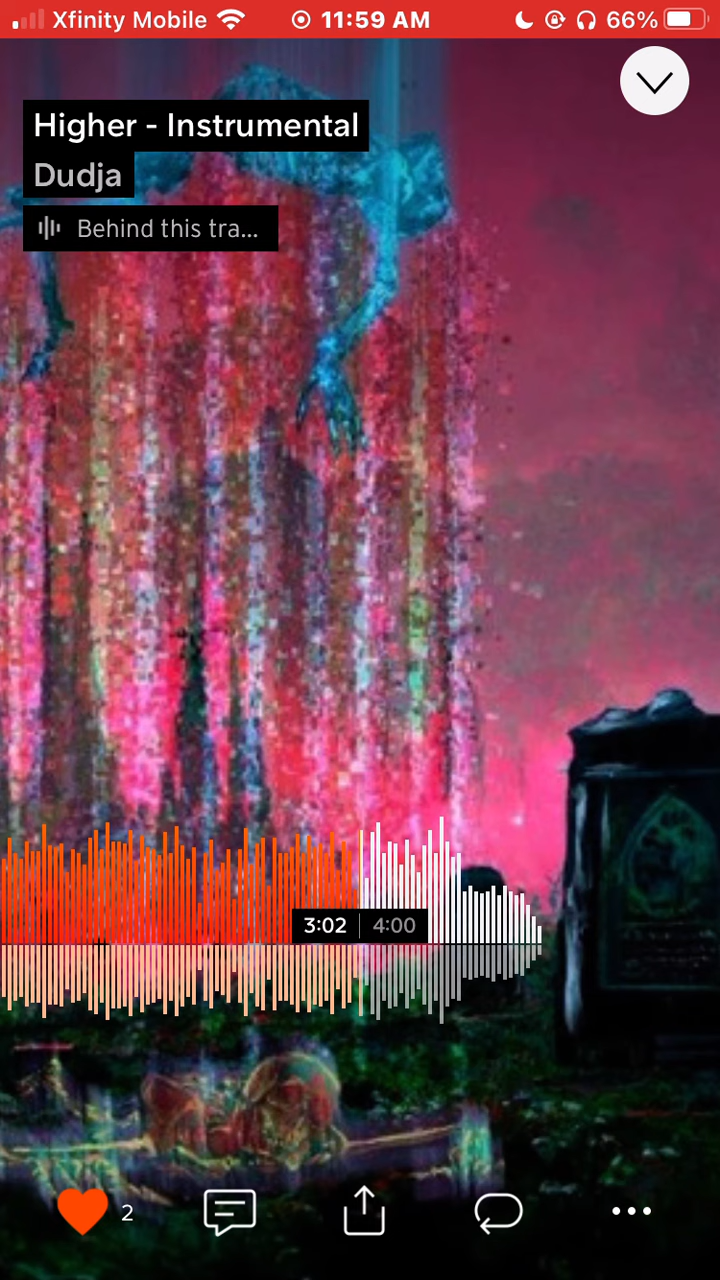 Xfinity Mobile 11:59 AM 66%
Higher - Instrumental
Dudja
Behind this tra...
3:02 4:00
2